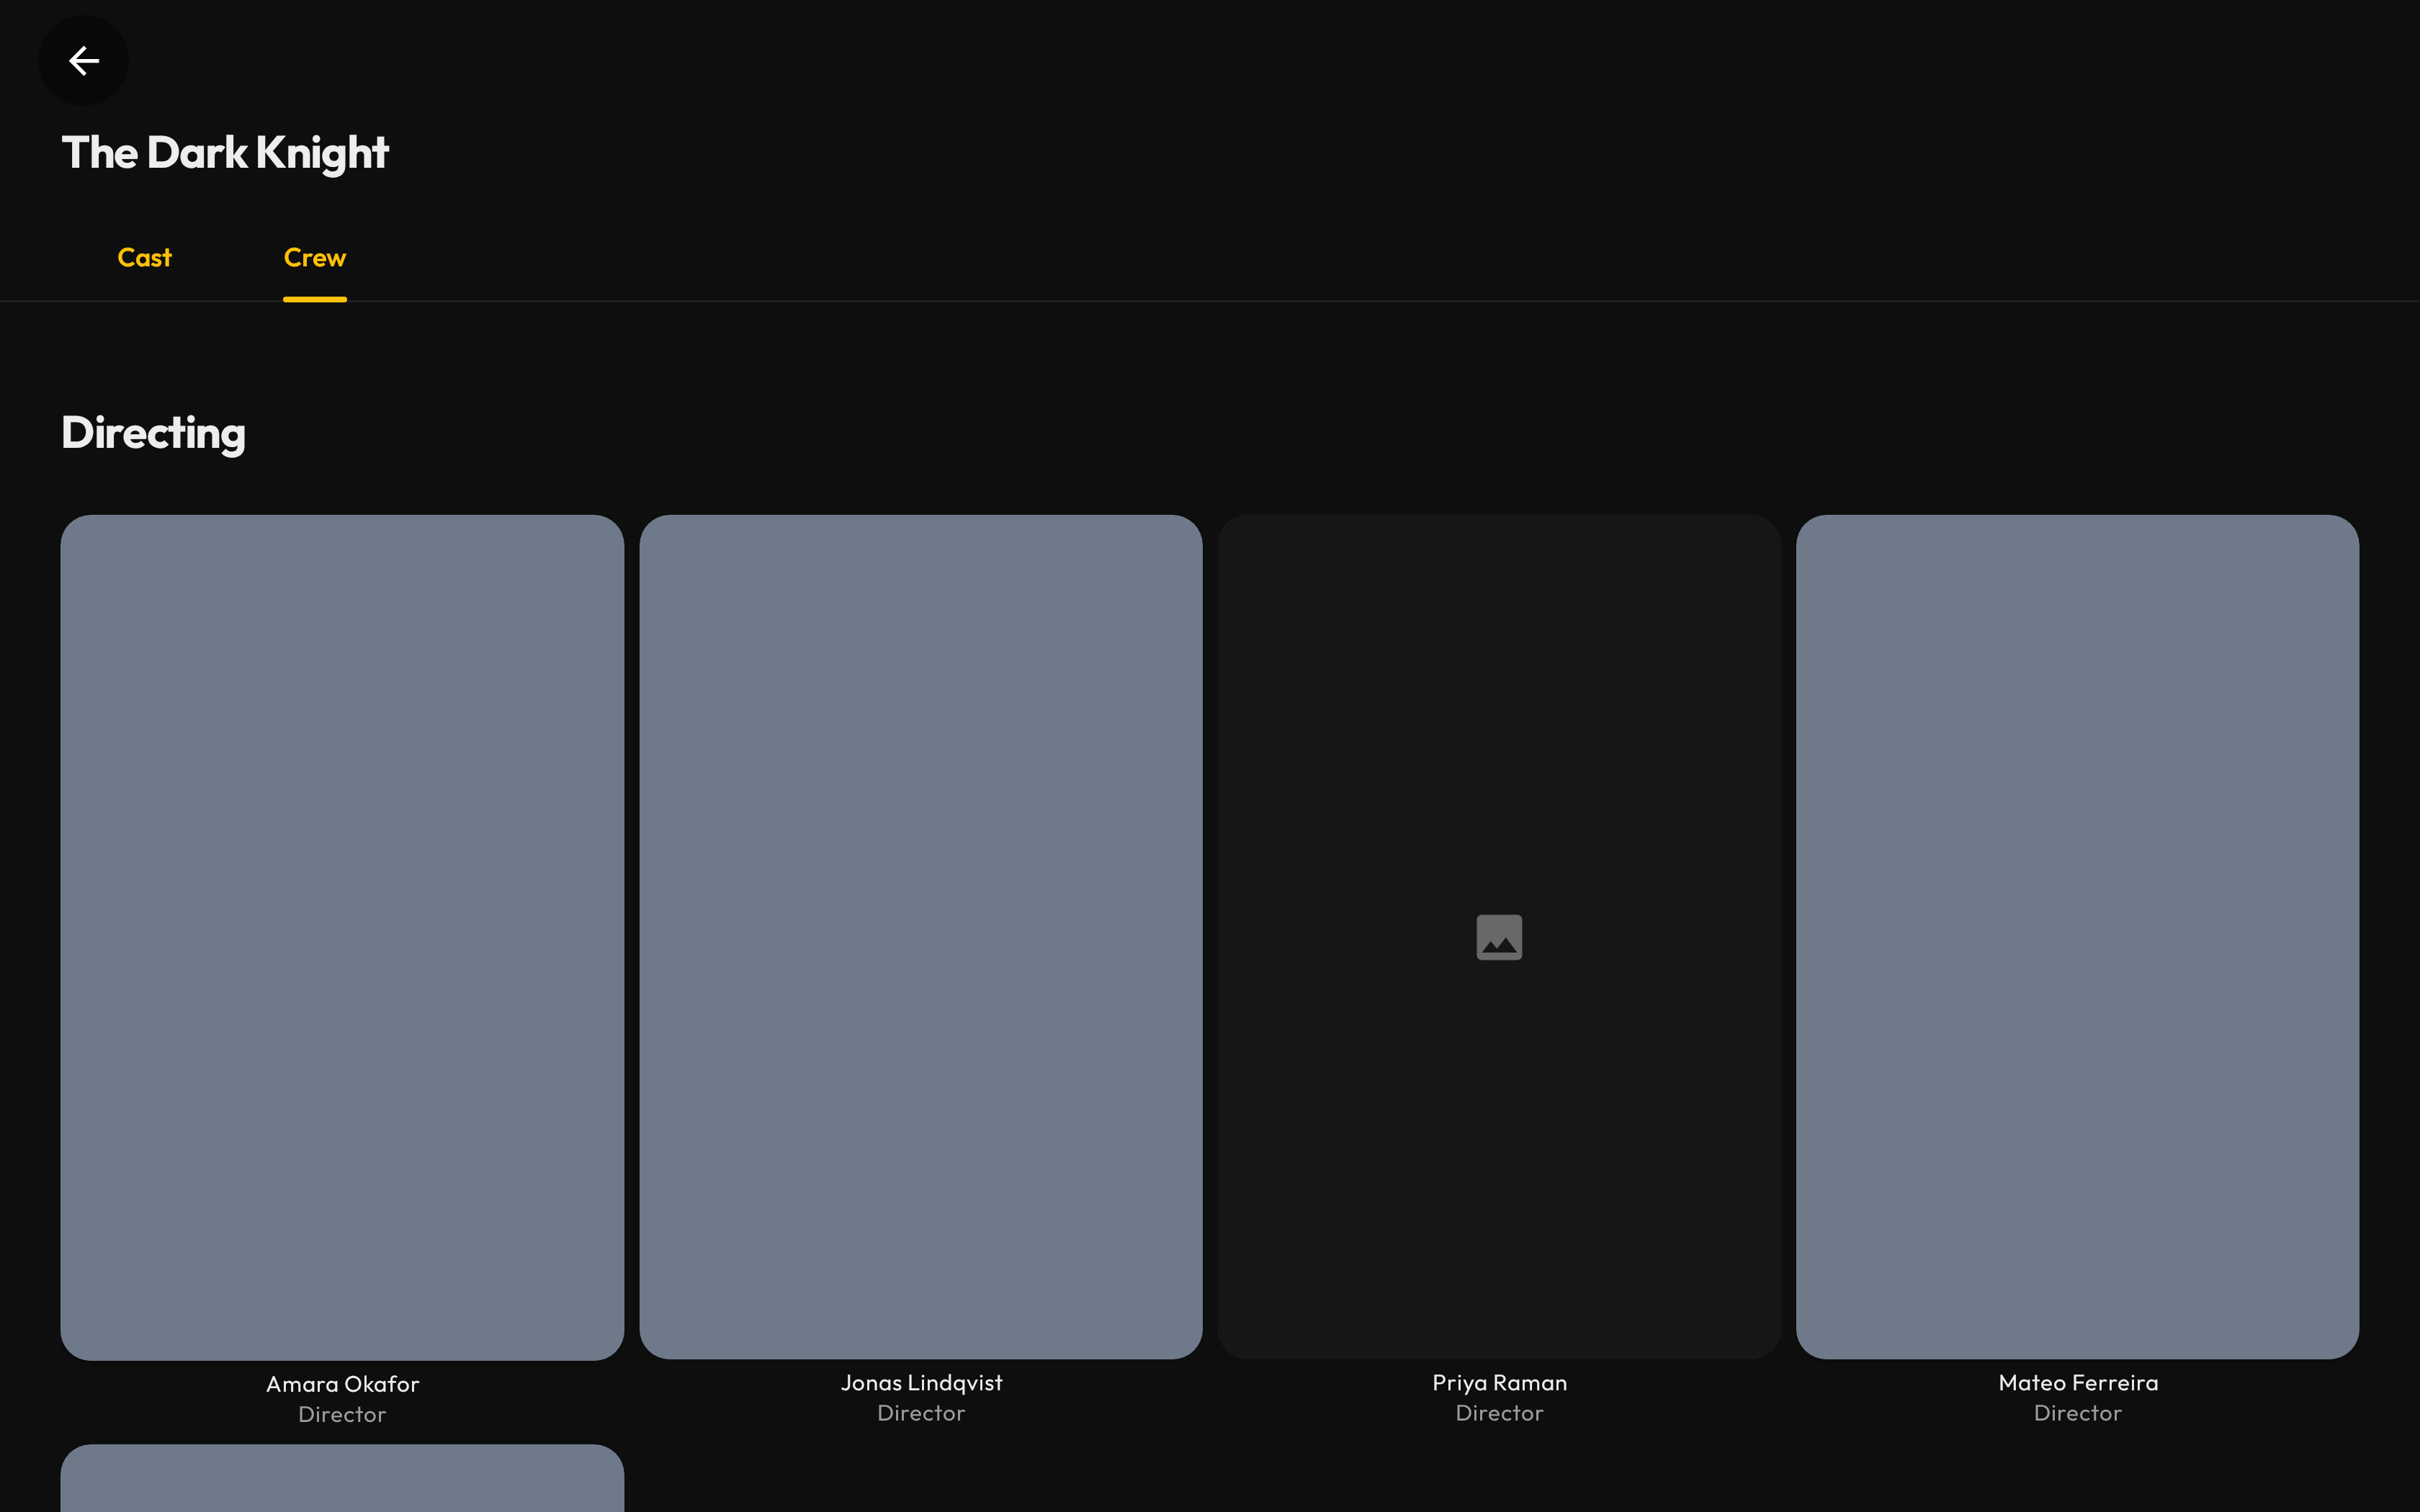 The Dark Knight
Cast
Crew
Directing
Amara Okafor
Director
Jonas Lindqvist
Director
Priya Raman
Director
Mateo Ferreira
Director